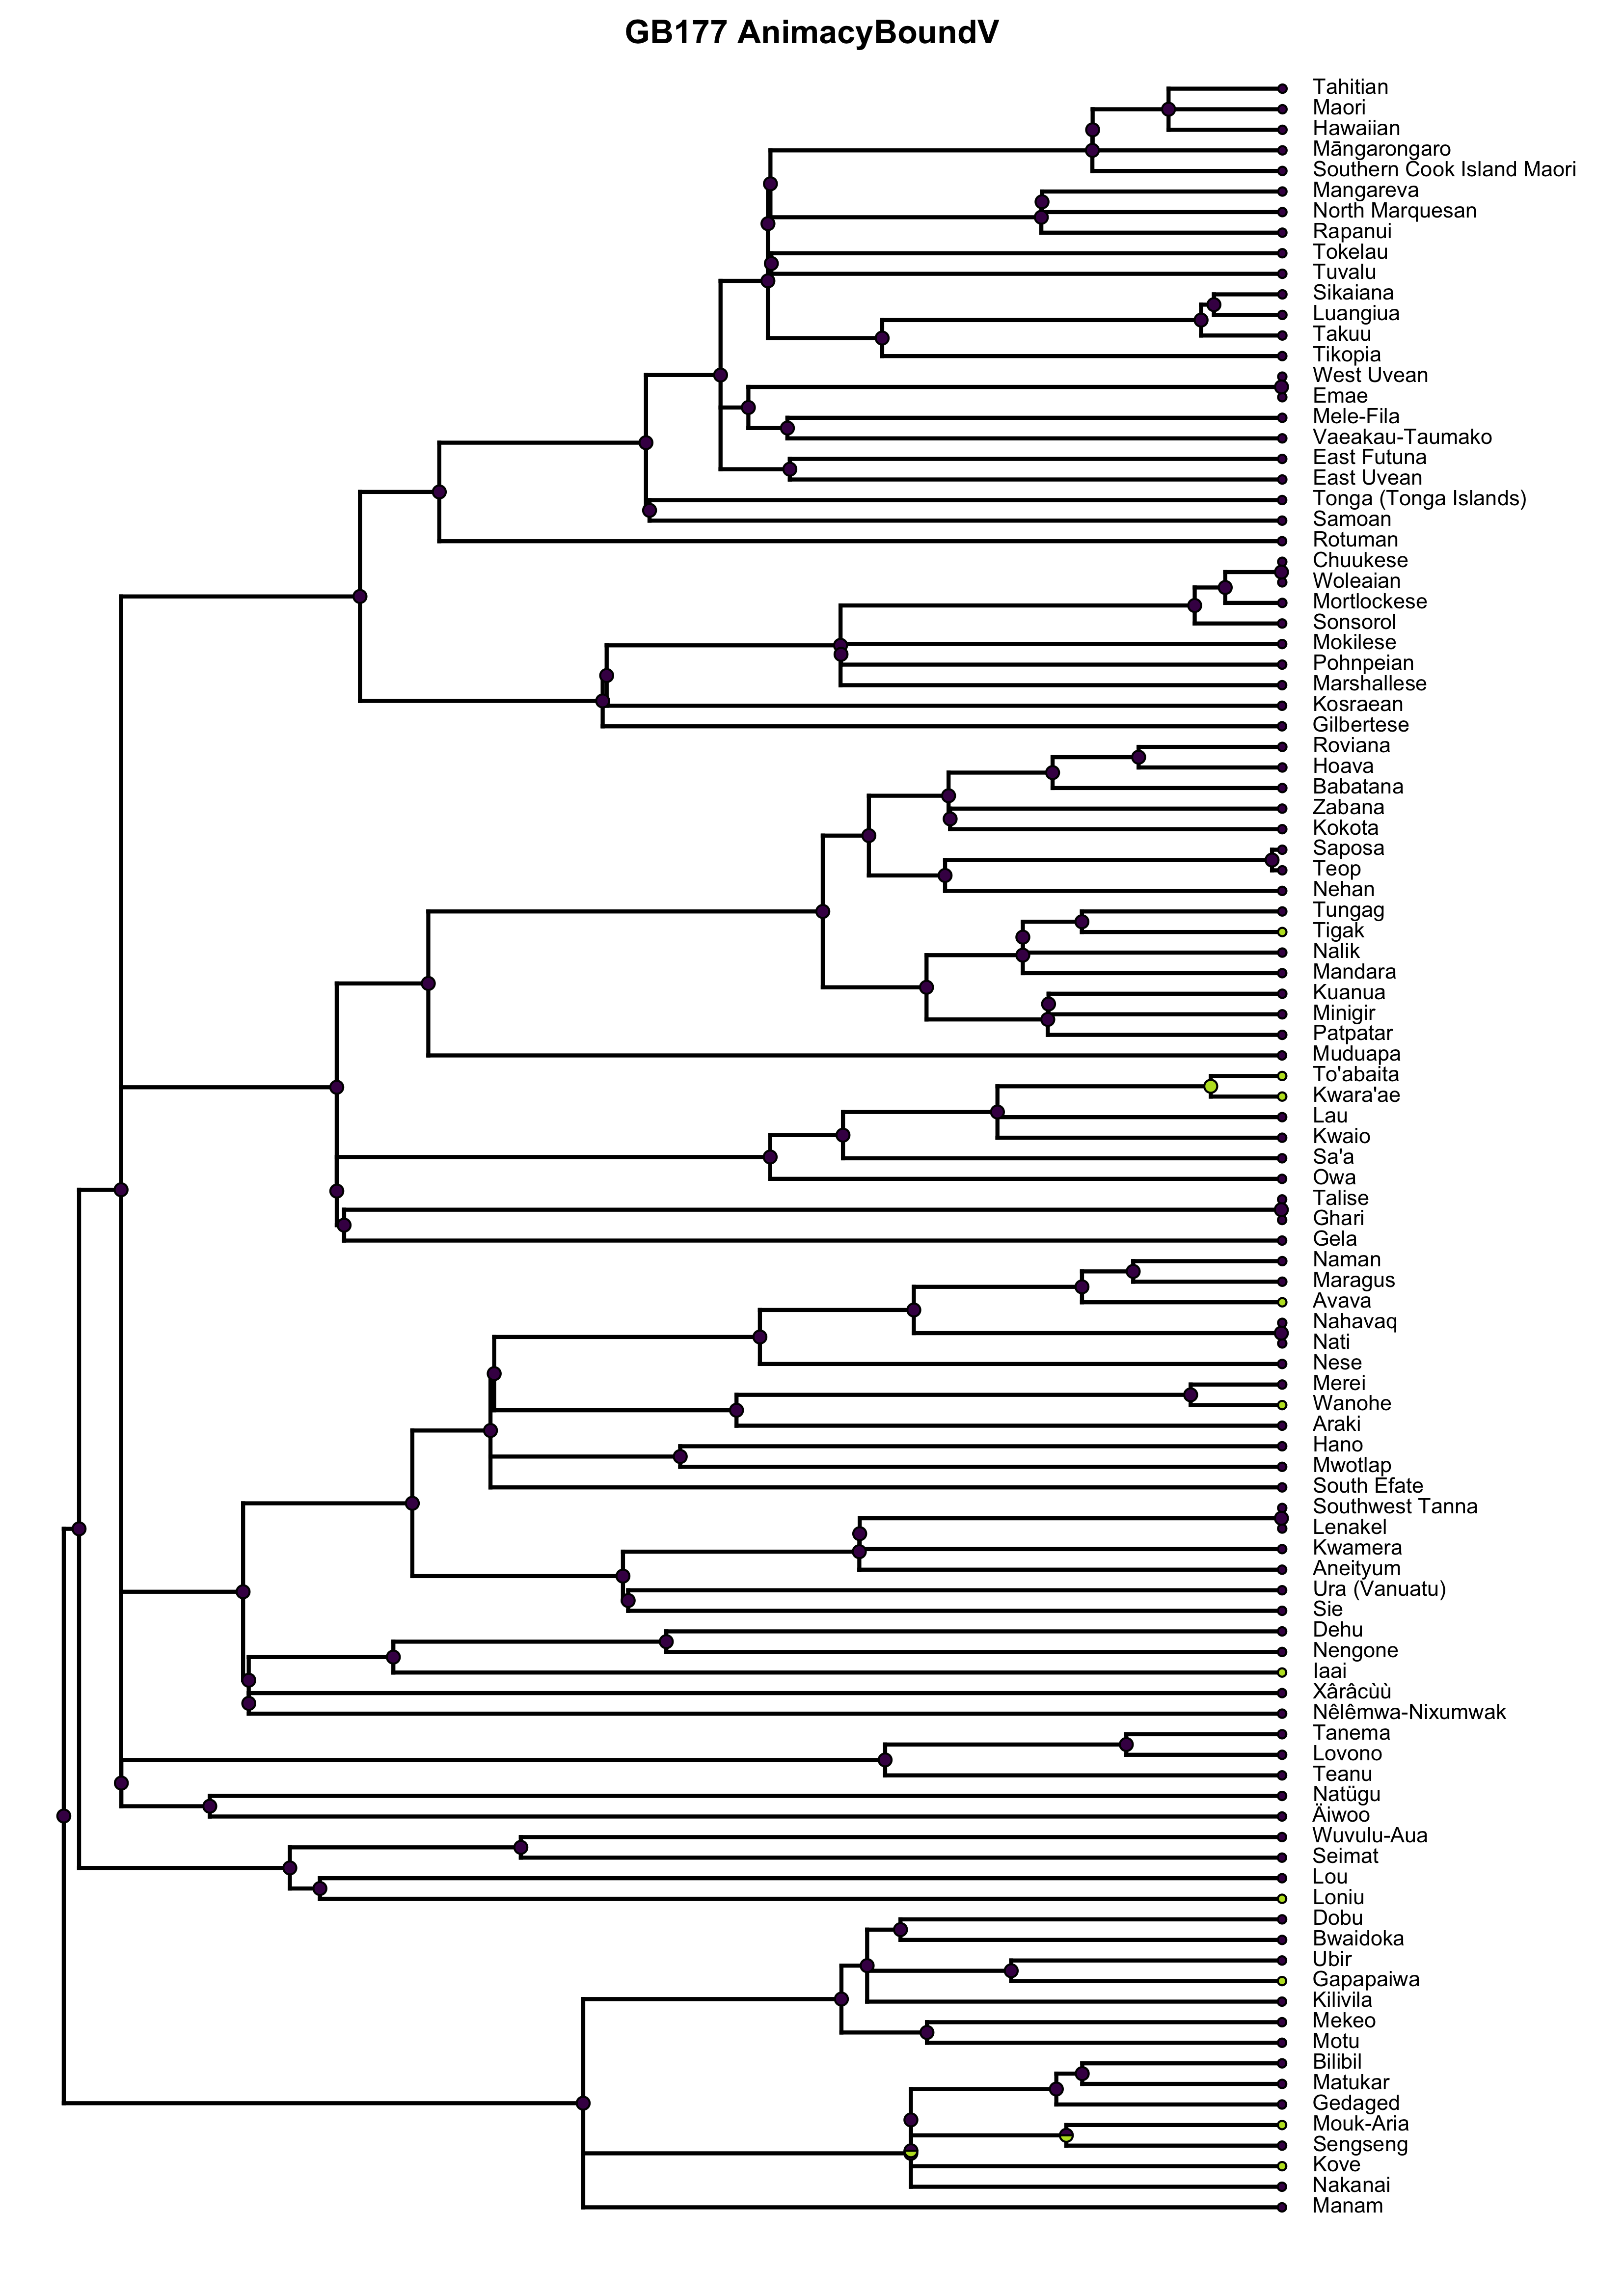 GB177 AnimacyBoundV
Tahitian
Maori
Hawaiian
Māngarongaro
Southern Cook Island Maori
Mangareva
North Marquesan
Rapanui
Tokelau
Tuvalu
Sikaiana
Luangiua
Takuu
Tikopia
West Uvean
Emae
Mele-Fila
Vaeakau-Taumako
East Futuna
East Uvean
Tonga (Tonga Islands)
Samoan
Rotuman
Chuukese
Woleaian
Mortlockese
Sonsorol
Mokilese
Pohnpeian
Marshallese
Kosraean
Gilbertese
Roviana
Hoava
Babatana
Zabana
Kokota
Saposa
Teop
Nehan
Tungag
Tigak
Nalik
Mandara
Kuanua
Minigir
Patpatar
Muduapa
To'abaita
Kwara'ae
Lau
Kwaio
Sa'a
Owa
Talise
Ghari
Gela
Naman
Maragus
Avava
Nahavaq
Nati
Nese
Merei
Wanohe
Araki
Hano
Mwotlap
South Efate
Southwest Tanna
Lenakel
Kwamera
Aneityum
Ura (Vanuatu)
Sie
Dehu
Nengone
Iaai
Xârâcùù
Nêlêmwa-Nixumwak
Tanema
Lovono
Teanu
Natügu
Äiwoo
Wuvulu-Aua
Seimat
Lou
Loniu
Dobu
Bwaidoka
Ubir
Gapapaiwa
Kilivila
Mekeo
Motu
Bilibil
Matukar
Gedaged
Mouk-Aria
Sengseng
Kove
Nakanai
Manam